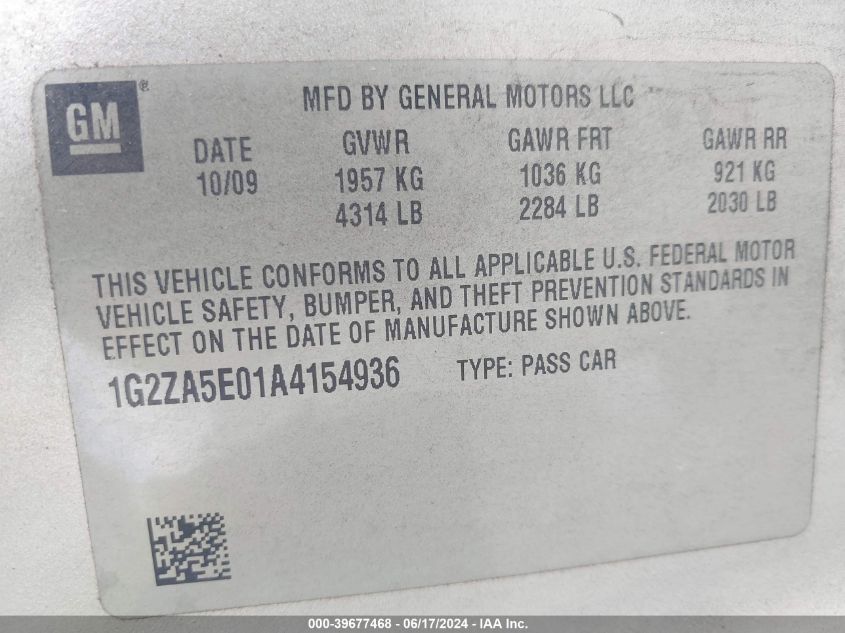 GM ®
MFD BY GENERAL MOTORS LLC
DATE GVWR GAWR FRT GAWR RR
10/09 1957 KG 1036 KG 921 KG
4314 LB 2284 LB 2030 LB
THIS VEHICLE CONFORMS TO ALL APPLICABLE U.S. FEDERAL MOTOR
VEHICLE SAFETY, BUMPER, AND THEFT PREVENTION STANDARDS IN
EFFECT ON THE DATE OF MANUFACTURE SHOWN ABOVE.
1G2ZA5E01A4154936 TYPE: PASS CAR
000-39677468 - 06/17/2024 - IAA Inc.